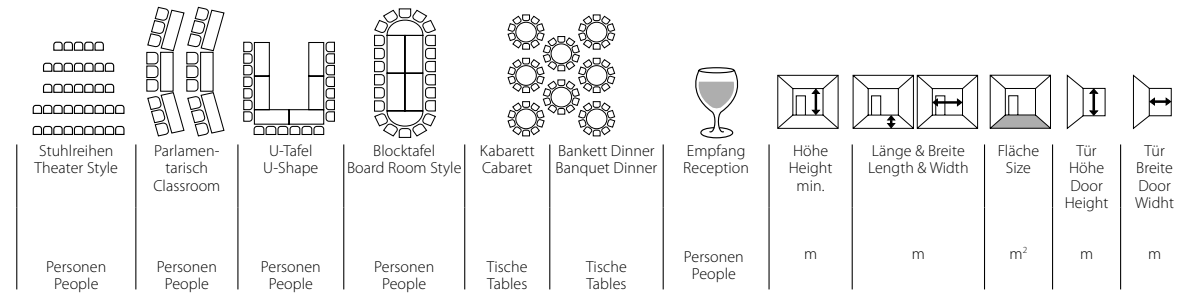 Stuhlreihen
Theater Style
Personen
People
Parlamen-
tarisch
Classroom
Personen
People
U-Tafel
U-Shape
Personen
People
Blocktafel
Board Room Style
Personen
People
Kabarett
Cabaret
Tische
Tables
Bankett Dinner
Banquet Dinner
Tische
Tables
Empfang
Reception
Personen
People
Höhe
Height
min.
m
Länge & Breite
Length & Width
m
Fläche
Size
m²
Tür
Höhe
Door
Height
m
Tür
Breite
Door
Widht
m